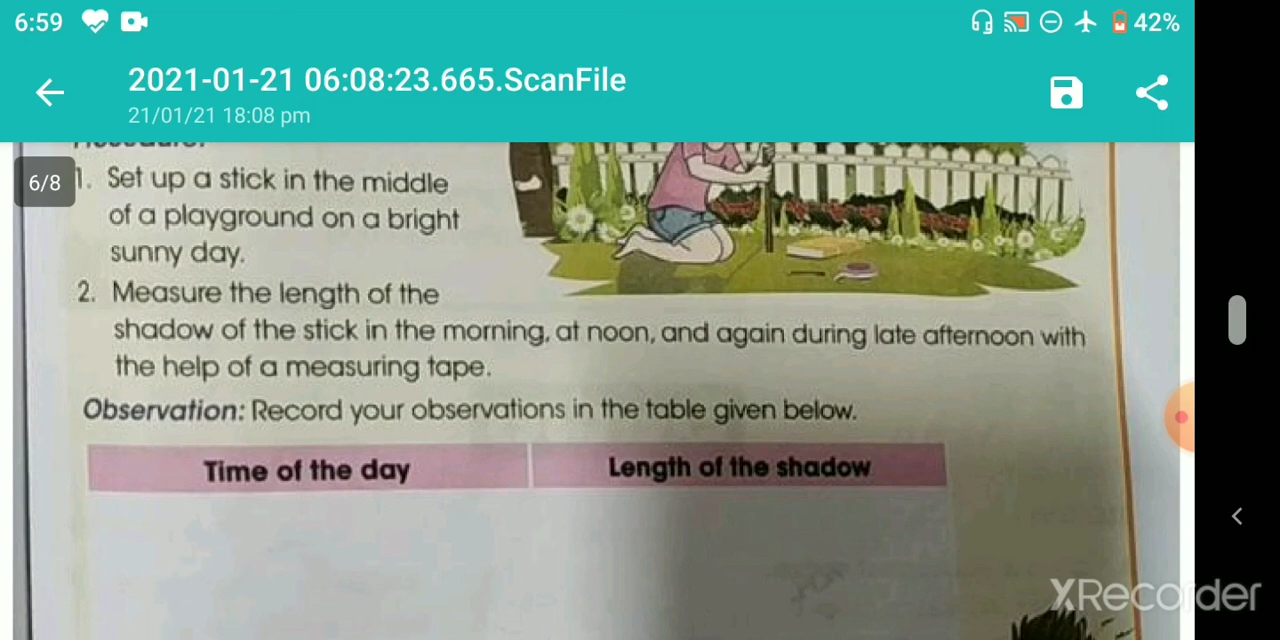 6:59
42%
2021-01-21 06:08:23.665.ScanFile
21/01/21 18:08 pm
6/8
1. Set up a stick in the middle
of a playground on a bright
sunny day.
2. Measure the length of the
shadow of the stick in the morning, at noon, and again during late afternoon with
the help of a measuring tape.
Observation: Record your observations in the table given below.
Time of the day
Length of the shadow
XRecorder